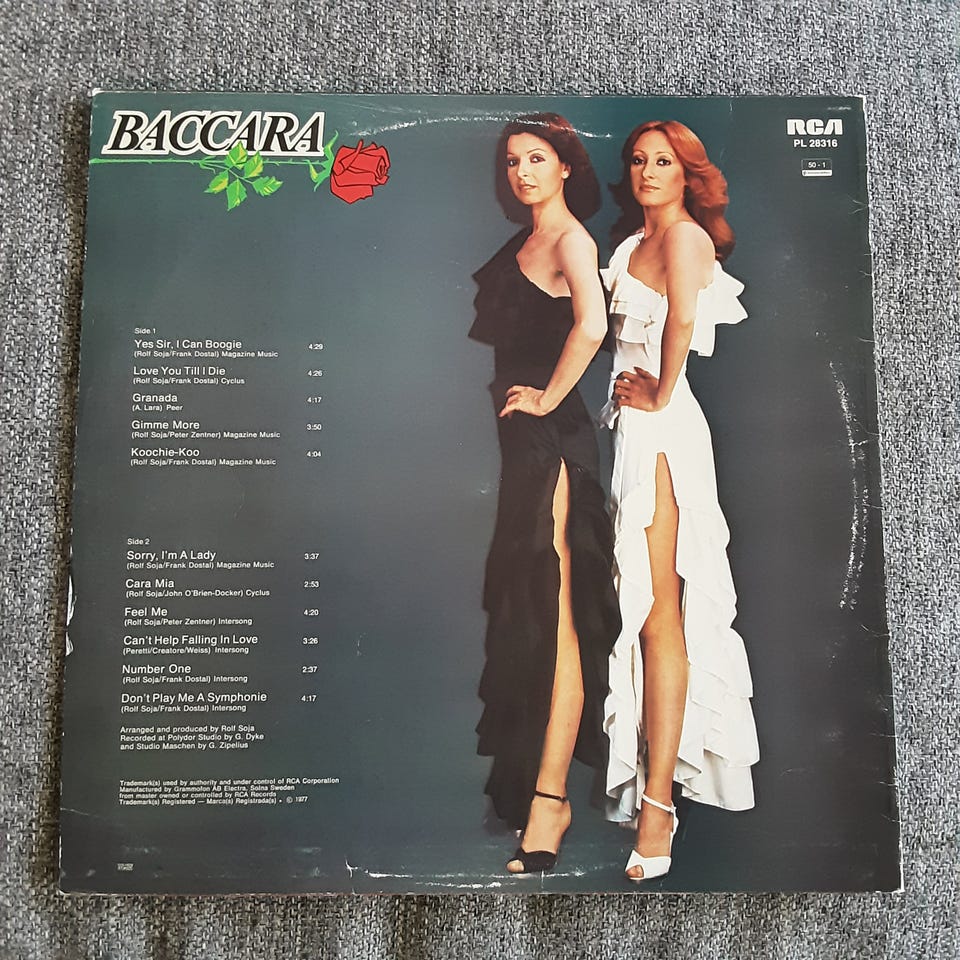 BACCARA
RCA
PL 28316
50 - 1
Side 1
Yes Sir, I Can Boogie 4:29
(Rolf Soja/Frank Dostal) Magazine Music
Love You Till I Die 4:26
(Rolf Soja/Frank Dostal) Cyclus
Granada 4:17
(A. Lara) Peer
Gimme More 3:50
(Rolf Soja/Peter Zentner) Magazine Music
Koochie-Koo 4:04
(Rolf Soja/Frank Dostal) Magazine Music
Side 2
Sorry, I'm A Lady 3:37
(Rolf Soja/Frank Dostal) Magazine Music
Cara Mia 2:53
(Rolf Soja/John O'Brien-Docker) Cyclus
Feel Me 4:20
(Rolf Soja/Peter Zentner) Intersong
Can't Help Falling In Love 3:26
(Peretti/Creatore/Weiss) Intersong
Number One 2:37
(Rolf Soja/Frank Dostal) Intersong
Don't Play Me A Symphonie 4:17
(Rolf Soja/Frank Dostal) Intersong
Arranged and produced by Rolf Soja
Recorded at Polydor Studio by G. Dyke
and Studio Maschen by G. Zipelius
Trademark(s) used by authority and under control of RCA Corporation
Manufactured by Grammofon AB Electra, Solna Sweden
from master owned or controlled by RCA Records
Trademark(s) Registered — Marca(s) Registrada(s) • © 1977